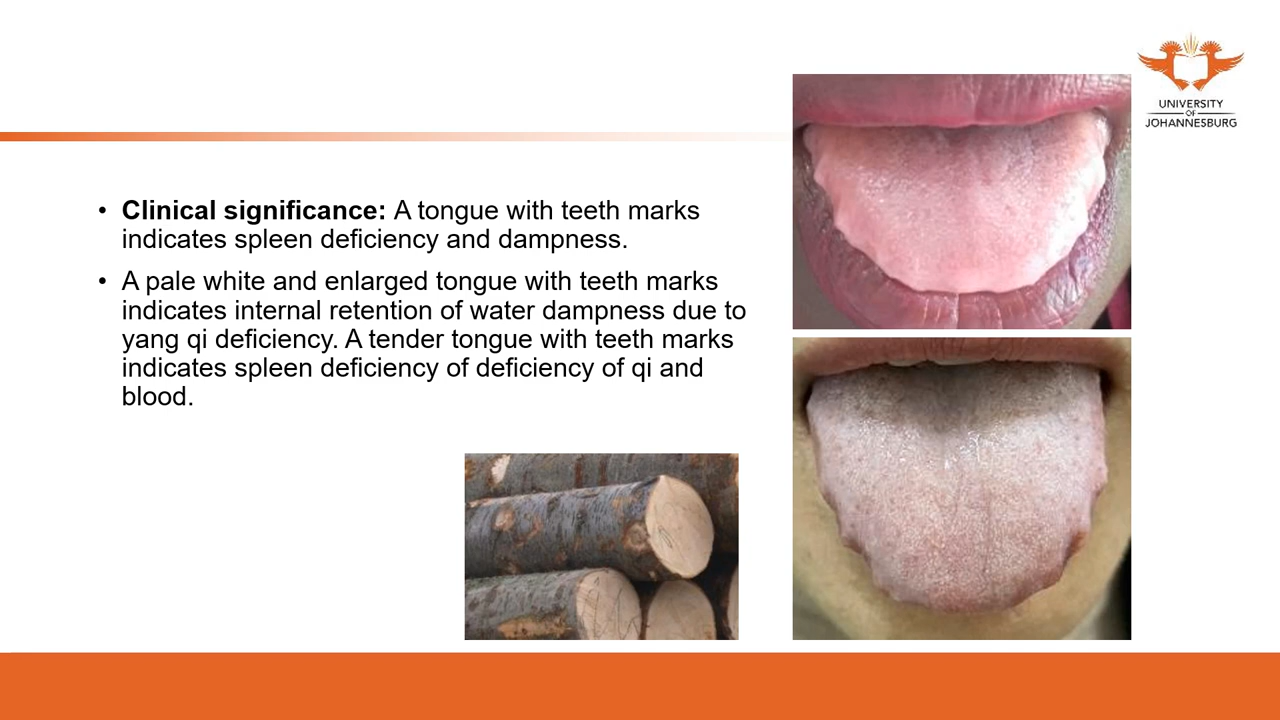 UNIVERSITY
OF
JOHANNESBURG
• Clinical significance: A tongue with teeth marks
indicates spleen deficiency and dampness.
• A pale white and enlarged tongue with teeth marks
indicates internal retention of water dampness due to
yang qi deficiency. A tender tongue with teeth marks
indicates spleen deficiency of deficiency of qi and
blood.